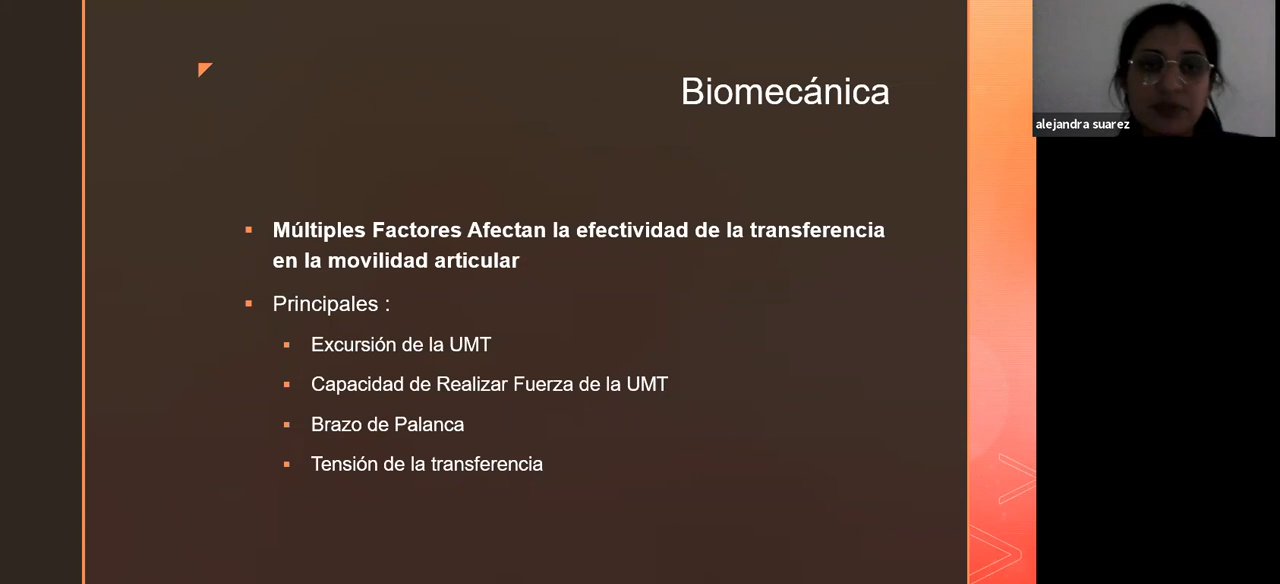 Biomecánica
Múltiples Factores Afectan la efectividad de la transferencia
en la movilidad articular
Principales :
Excursión de la UMT
Capacidad de Realizar Fuerza de la UMT
Brazo de Palanca
Tensión de la transferencia
alejandra suarez